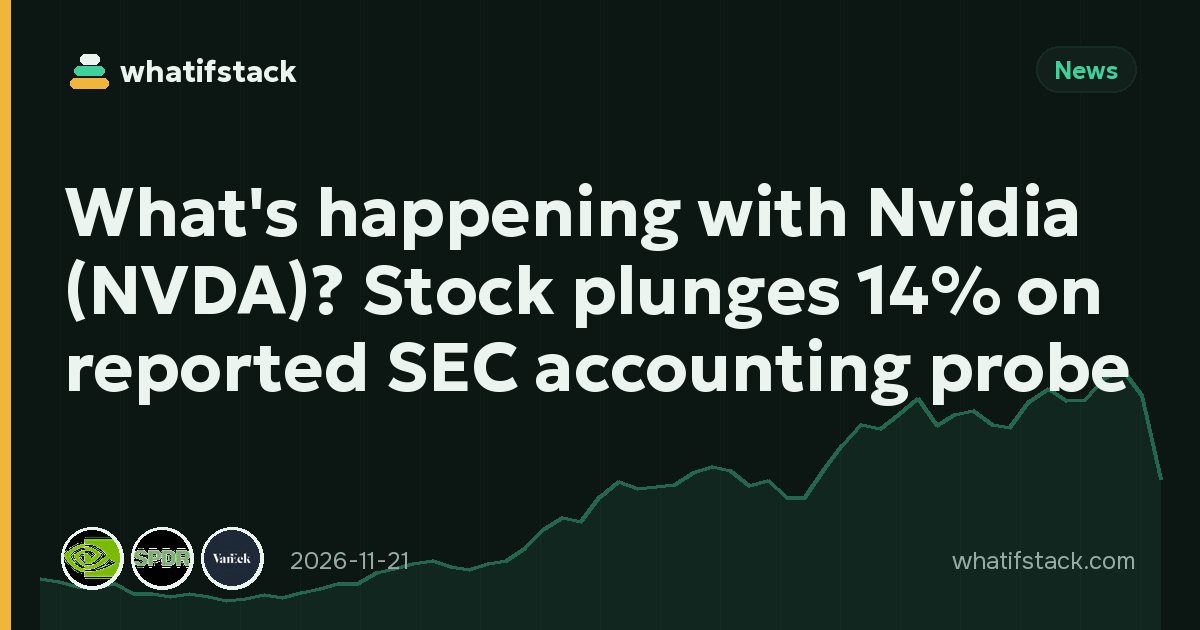 whatifstack
News
What's happening with Nvidia
(NVDA)? Stock plunges 14% on
reported SEC accounting probe
SPDR
VanEck
2026-11-21
whatifstack.com